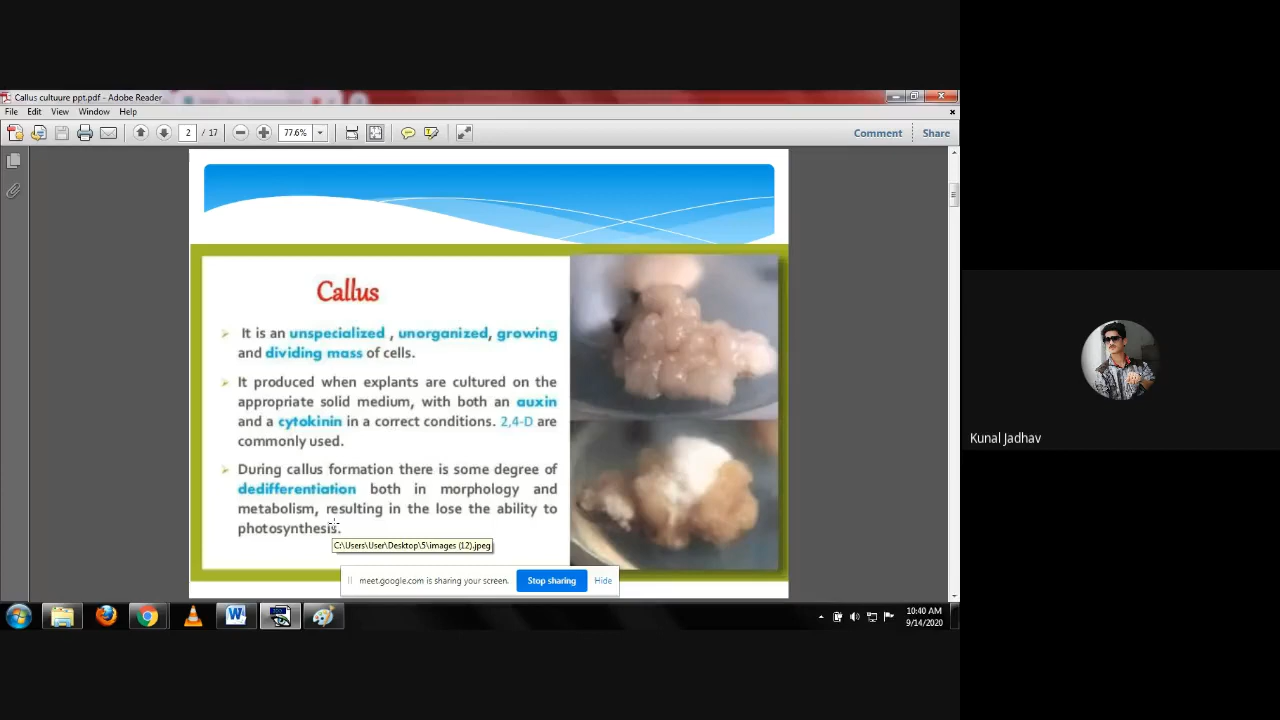 Callus cultuure ppt.pdf - Adobe Reader
File Edit View Window Help
2 / 17 77.6% Comment Share
Callus
It is an unspecialized , unorganized, growing
and dividing mass of cells.
It produced when explants are cultured on the
appropriate solid medium, with both an auxin
and a cytokinin in a correct conditions. 2,4-D are
commonly used.
During callus formation there is some degree of
dedifferentiation both in morphology and
metabolism, resulting in the lose the ability to
photosynthesis.
C:\Users\User\Desktop\5\images (12).jpeg
meet.google.com is sharing your screen. Stop sharing Hide
10:40 AM
9/14/2020
Kunal Jadhav